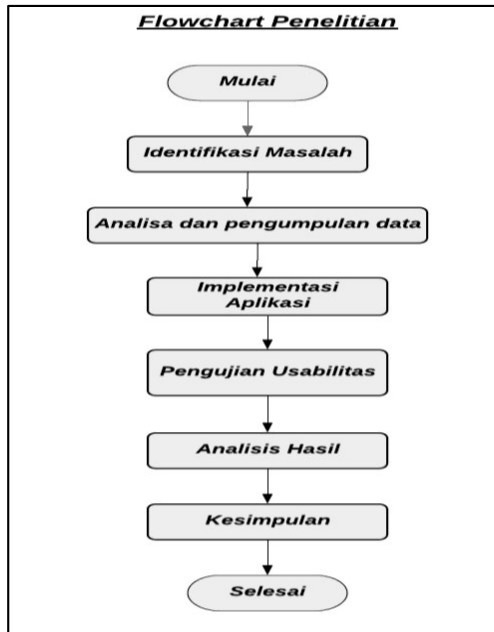 Flowchart Penelitian
Mulai
Identifikasi Masalah
Analisa dan pengumpulan data
Implementasi
Aplikasi
Pengujian Usabilitas
Analisis Hasil
Kesimpulan
Selesai